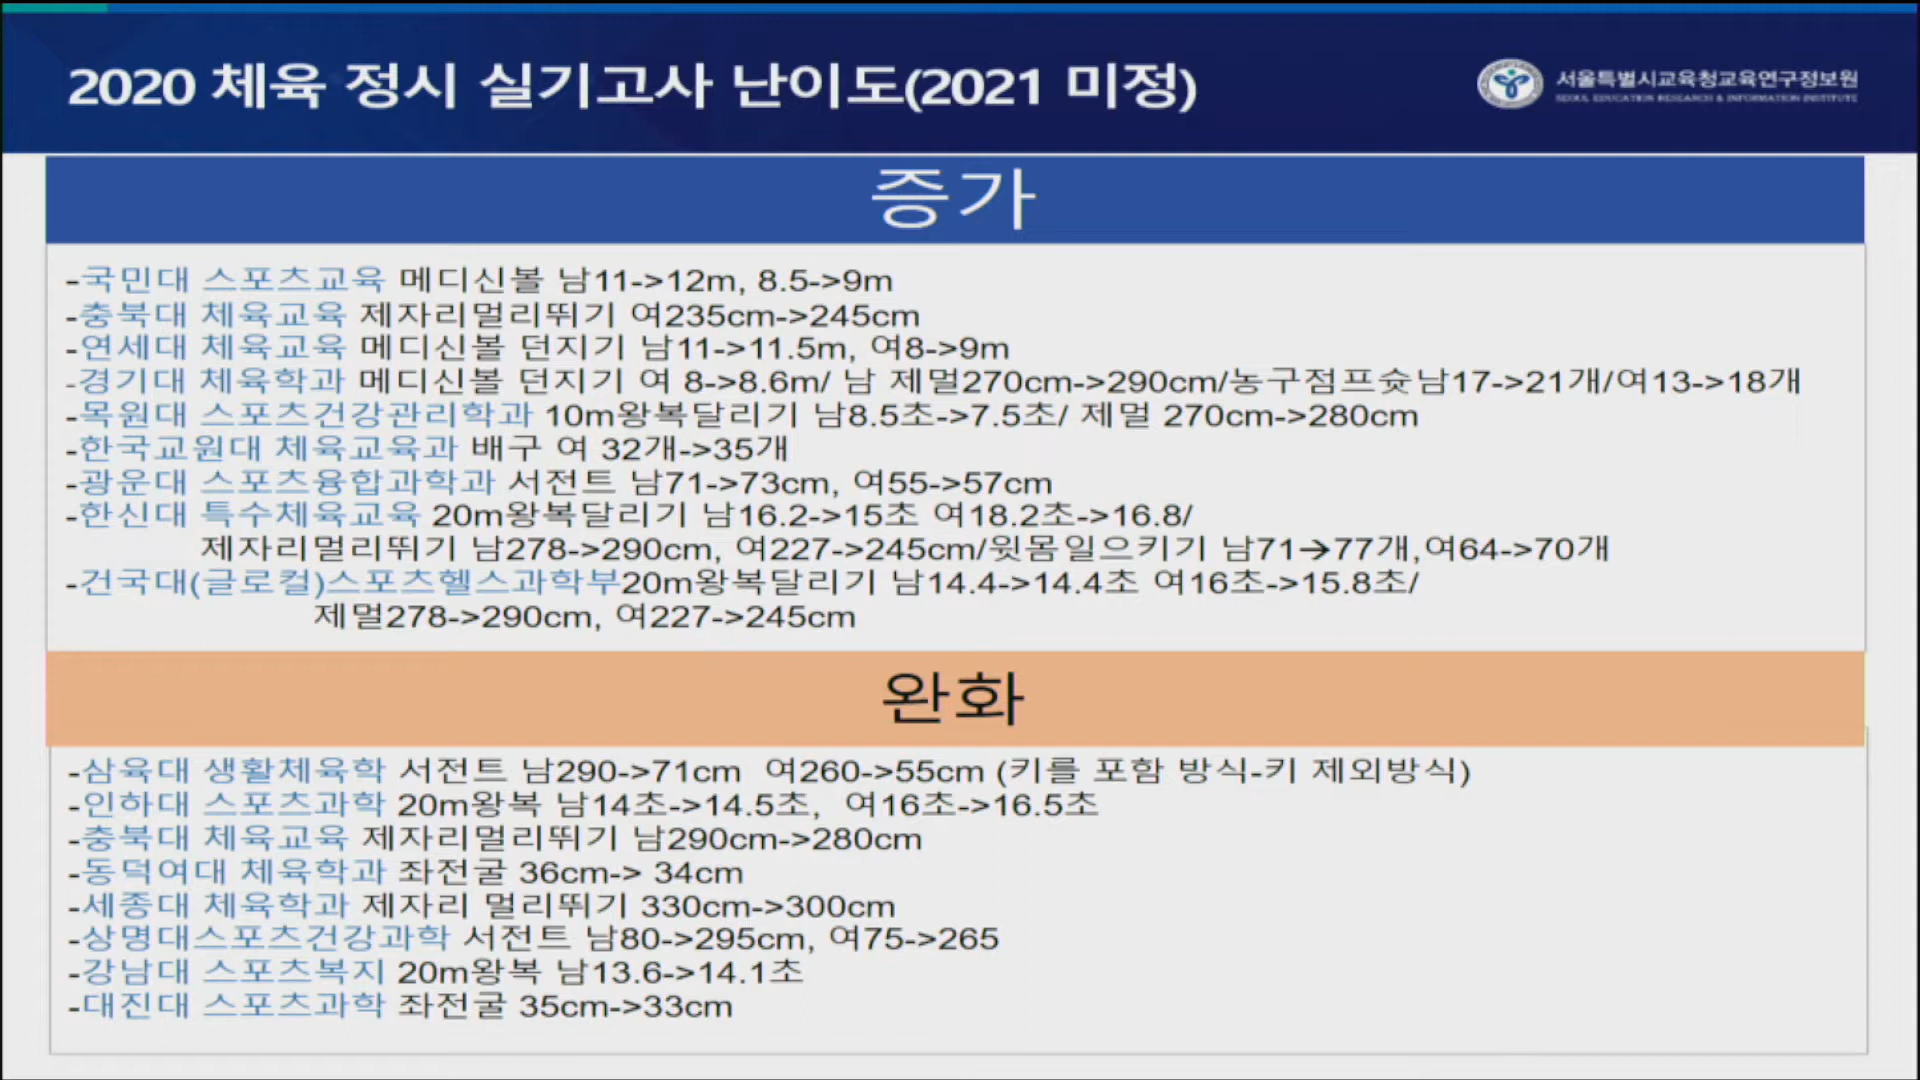 2020 체육 정시 실기고사 난이도(2021 미정)
서울특별시교육청교육연구정보원
SEOUL EDUCATION RESEARCH & INFORMATION INSTITUTE
증가
-국민대 스포츠교육 메디신볼 남11->12m, 8.5->9m
-충북대 체육교육 제자리멀리뛰기 여235cm->245cm
-연세대 체육교육 메디신볼 던지기 남11->11.5m, 여8->9m
-경기대 체육학과 메디신볼 던지기 여 8->8.6m/ 남 제멀270cm->290cm/농구점프슛남17->21개/여13->18개
-목원대 스포츠건강관리학과 10m왕복달리기 남8.5초->7.5초/ 제멀 270cm->280cm
-한국교원대 체육교육과 배구 여 32개->35개
-광운대 스포츠융합과학과 서전트 남71->73cm, 여55->57cm
-한신대 특수체육교육 20m왕복달리기 남16.2->15초 여18.2초->16.8/
제자리멀리뛰기 남278->290cm, 여227->245cm/윗몸일으키기 남71→77개,여64->70개
-건국대(글로컬)스포츠헬스과학부20m왕복달리기 남14.4->14.4초 여16초->15.8초/
제멀278->290cm, 여227->245cm
완화
-삼육대 생활체육학 서전트 남290->71cm 여260->55cm (키를 포함 방식-키 제외방식)
-인하대 스포츠과학 20m왕복 남14초->14.5초, 여16초->16.5초
-충북대 체육교육 제자리멀리뛰기 남290cm->280cm
-동덕여대 체육학과 좌전굴 36cm-> 34cm
-세종대 체육학과 제자리 멀리뛰기 330cm->300cm
-상명대스포츠건강과학 서전트 남80->295cm, 여75->265
-강남대 스포츠복지 20m왕복 남13.6->14.1초
-대진대 스포츠과학 좌전굴 35cm->33cm